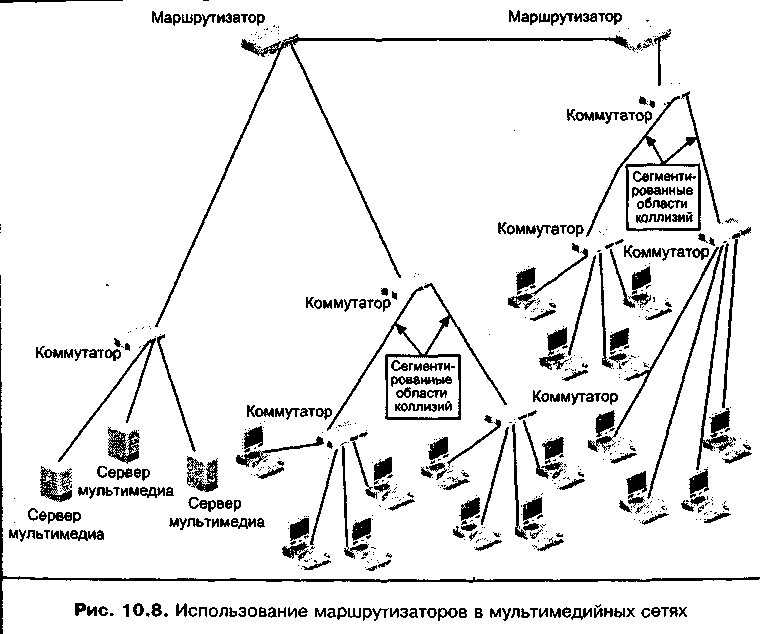 Маршрутизатор
Маршрутизатор
Коммутатор
Сегменти-
рованные
области
коллизий
Коммутатор
Коммутатор
Коммутатор
Коммутатор
Сегменти-
рованные
области
коллизий
Коммутатор
Коммутатор
Сервер
мультимедиа
Сервер
мультимедиа
Сервер
мультимедиа
Рис. 10.8. Использование маршрутизаторов в мультимедийных сетях